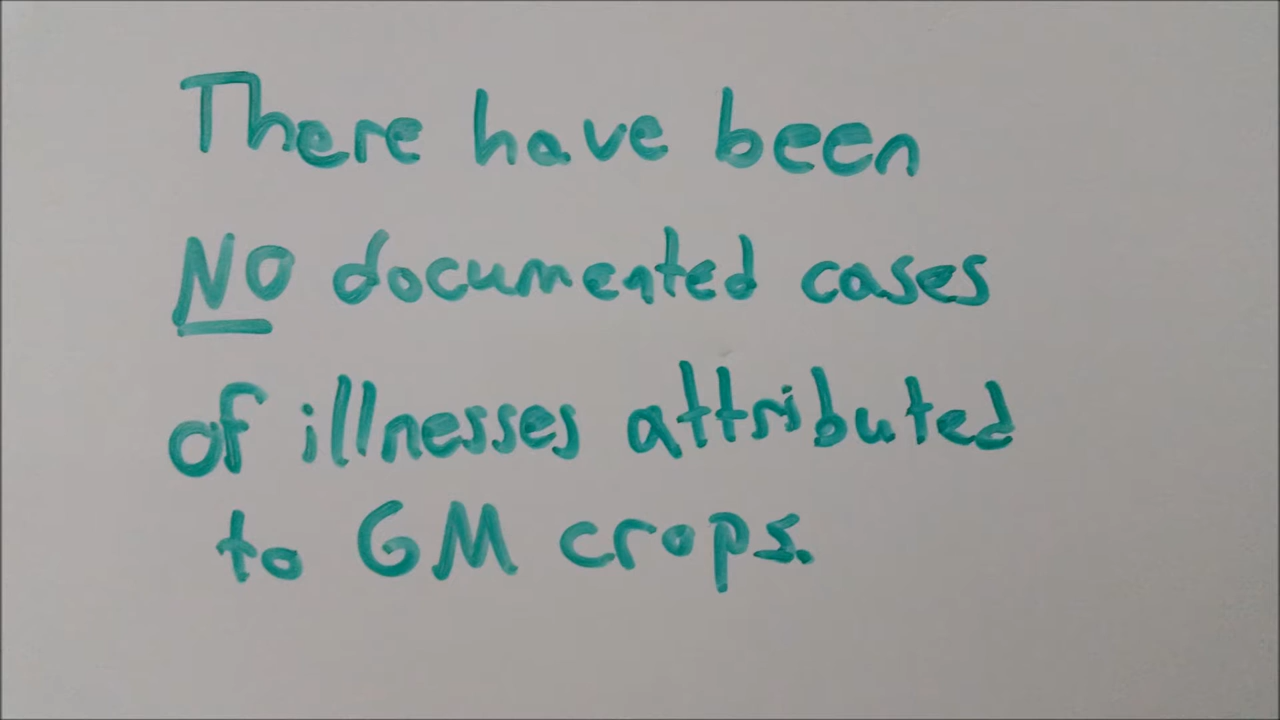 There have been
NO documented cases
of illnesses attributed
to GM crops.